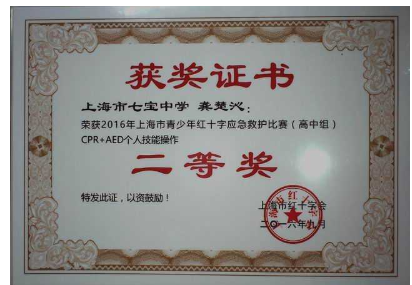 获奖证书
上海市七宝中学 龚楚沁：
荣获2016年上海市青少年红十字应急救护比赛（高中组）
CPR+AED个人技能操作
二等奖
特发此证，以资鼓励！
上海市红十字会
二〇一六年九月